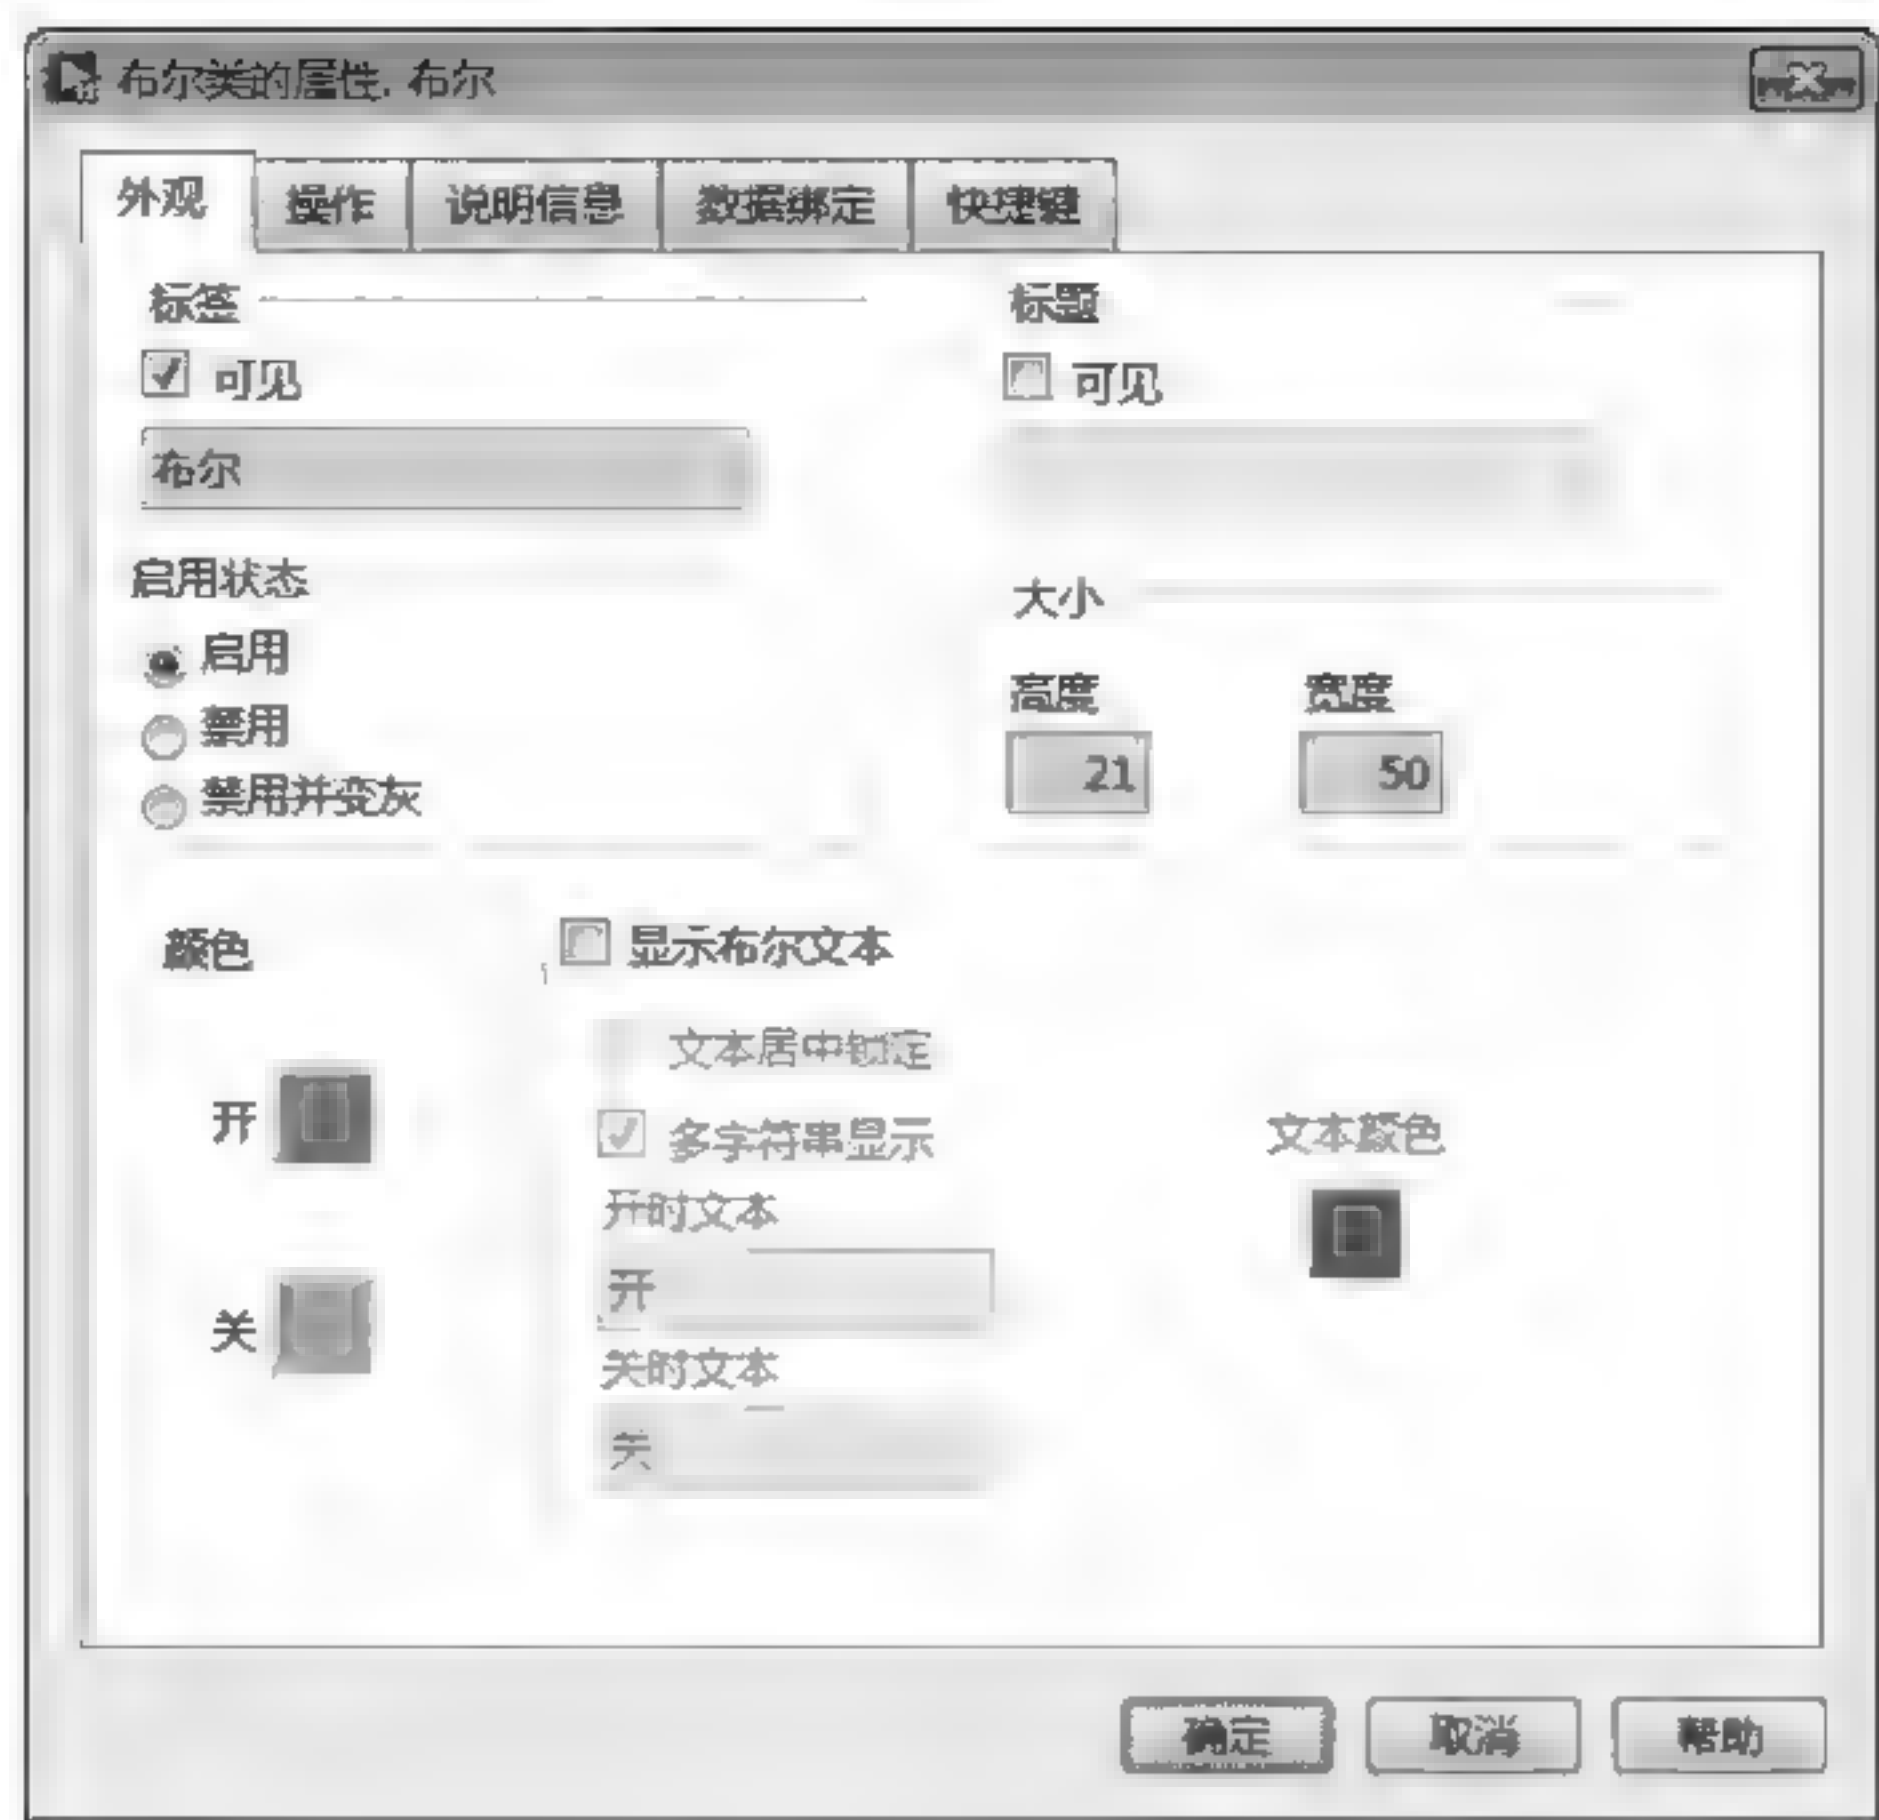 布尔类的属性: 布尔
外观 操作 说明信息 数据绑定 快捷键
标签
可见
布尔
标题
可见
启用状态
启用
禁用
禁用并变灰
大小
高度 宽度
21 50
颜色
开
关
显示布尔文本
文本居中锁定
多字符串显示
开时文本
开
关时文本
关
文本颜色
确定 取消 帮助